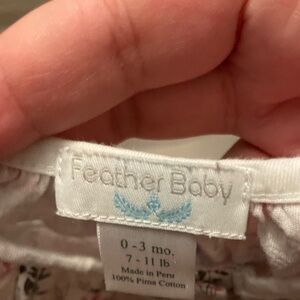 Feather Baby
0 - 3 mo.
7 - 11 lb
Made in Peru
100% Pima Cotton